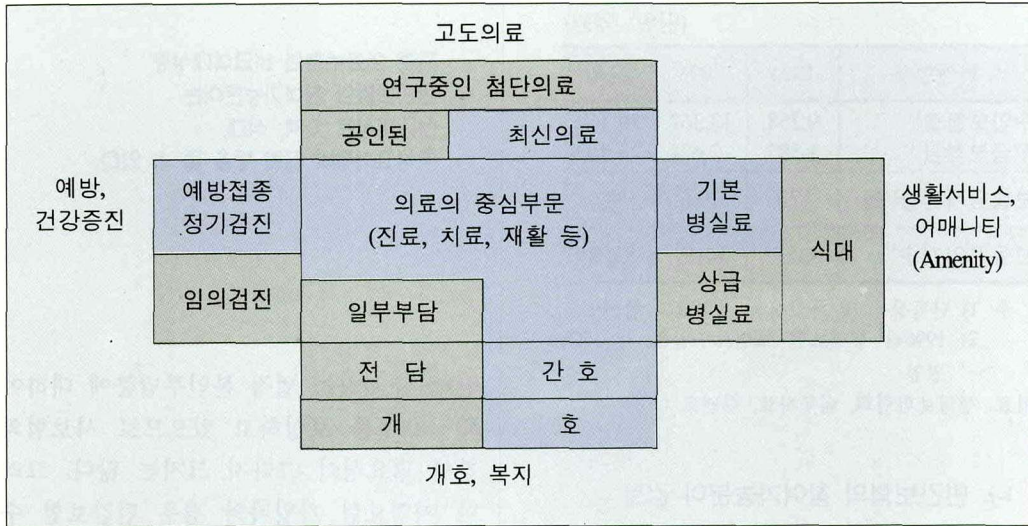 고도의료
연구중인 첨단의료
공인된 최신의료
예방,
건강증진
예방접종
정기검진
의료의 중심부문
(진료, 치료, 재활 등)
기본
병실료
식대
생활서비스,
어매니티
(Amenity)
임의검진
일부부담
상급
병실료
전 담 간 호
개 호
개호, 복지